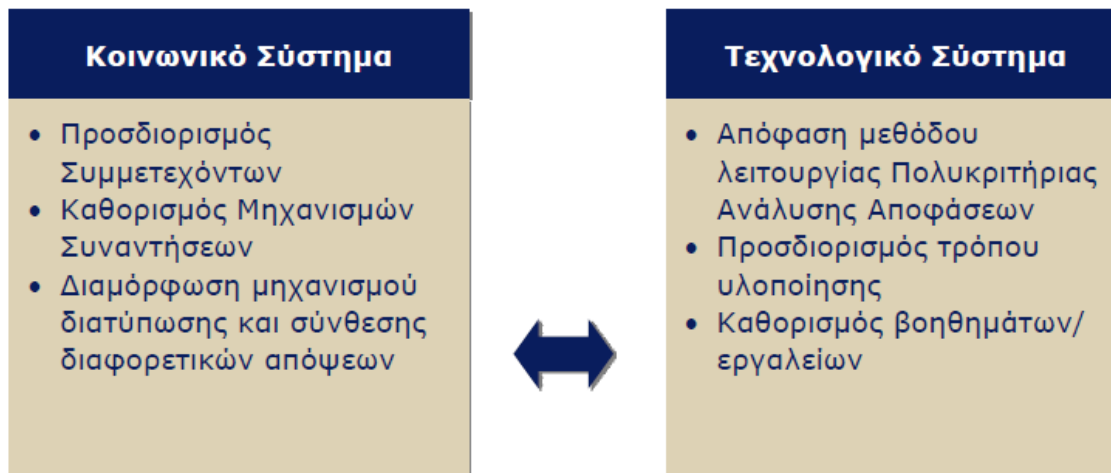 Κοινωνικό Σύστημα
• Προσδιορισμός
Συμμετεχόντων
• Καθορισμός Μηχανισμών
Συναντήσεων
• Διαμόρφωση μηχανισμού
διατύπωσης και σύνθεσης
διαφορετικών απόψεων
Τεχνολογικό Σύστημα
• Απόφαση μεθόδου
λειτουργίας Πολυκριτήριας
Ανάλυσης Αποφάσεων
• Προσδιορισμός τρόπου
υλοποίησης
• Καθορισμός βοηθημάτων/
εργαλείων